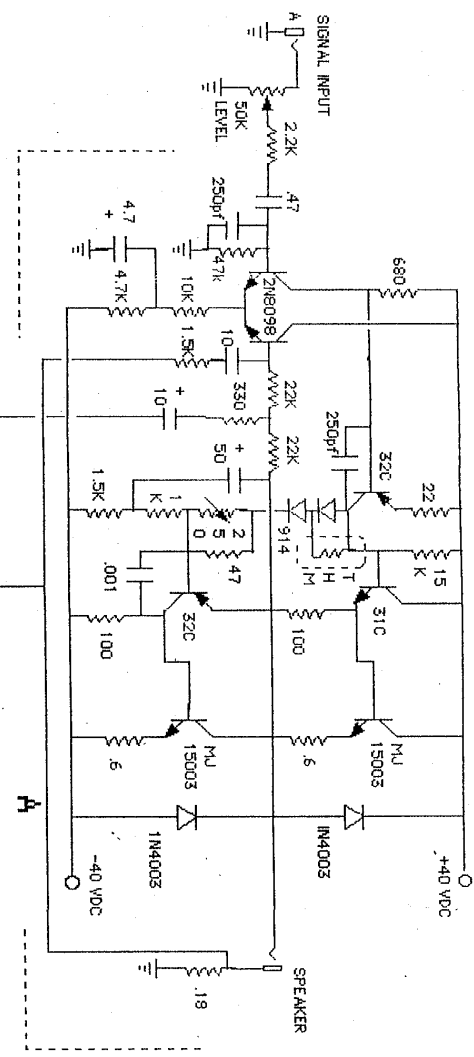 SIGNAL INPUT
A
50K
LEVEL
2.2K
.47
250pf
47k
4.7
+
4.7K
10K
2N8098
680
1.5K
10
22K
330
+
10
22K
+
50
250pf
32C
22
15
K
T
H
M
914
2
5
0
1
K
1.5K
47
.001
31C
100
32C
100
MJ
15003
.6
MJ
15003
.6
1N4003
1N4003
+40 VDC
-40 VDC
SPEAKER
.18